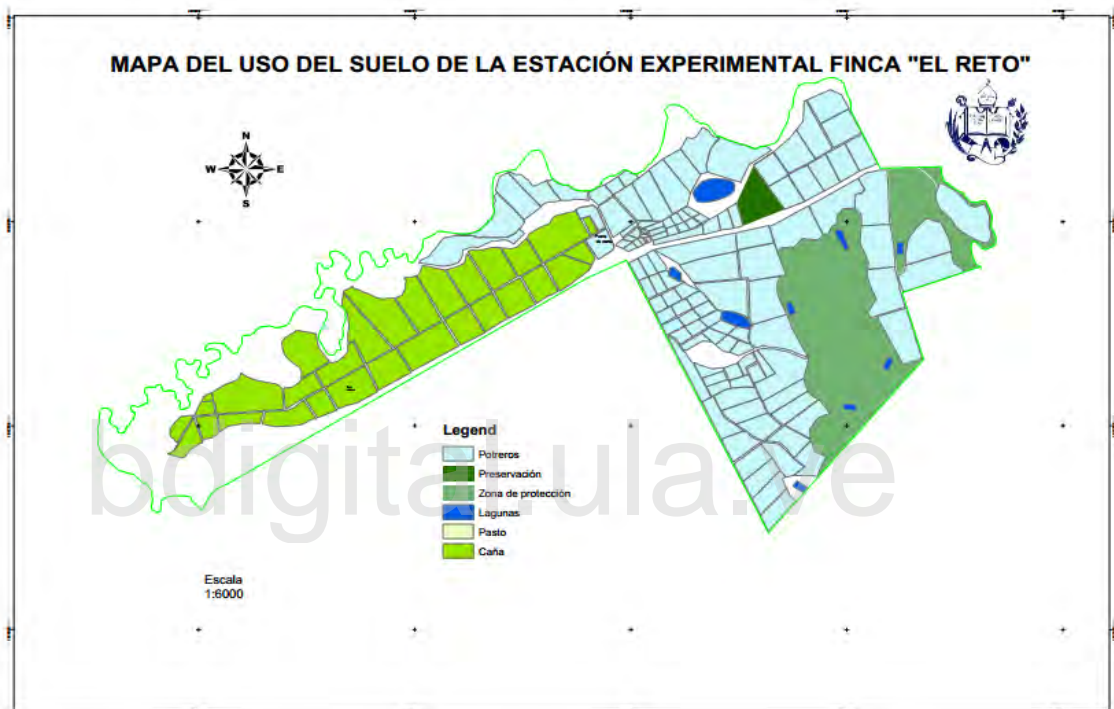 MAPA DEL USO DEL SUELO DE LA ESTACIÓN EXPERIMENTAL FINCA "EL RETO"
N
W E
S
Legend
Potreros
Preservación
Zona de protección
Lagunas
Pasto
Caña
bdigital.ula.ve
Escala
1:6000